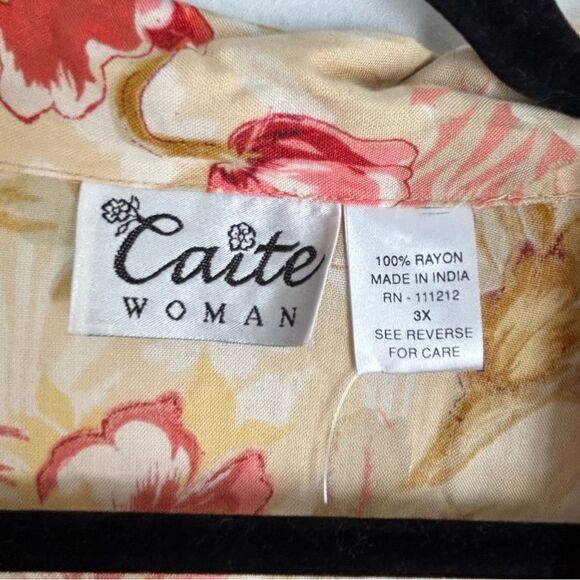 Caite
WOMAN
100% RAYON
MADE IN INDIA
RN - 111212
3X
SEE REVERSE
FOR CARE